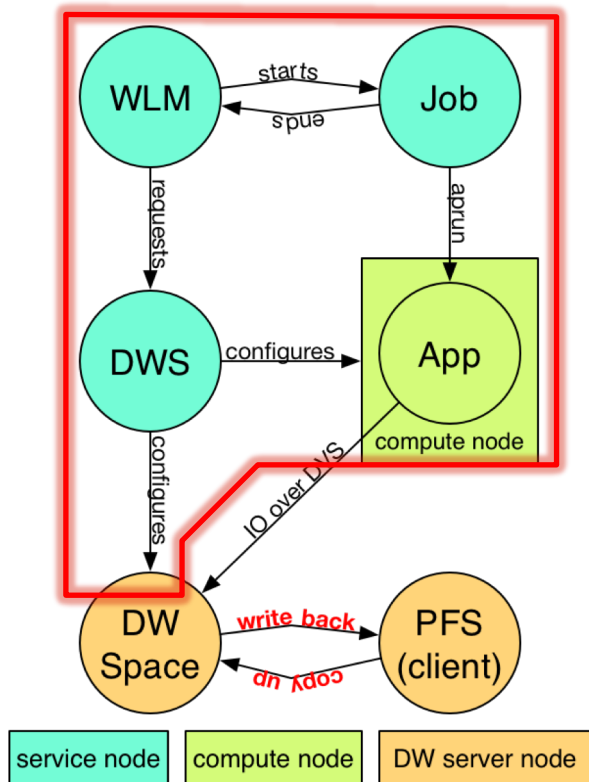 WLM
starts
Job
ends
requests
aprun
DWS
configures
App
compute node
configures
IO over DVS
DW
Space
write back
PFS
(client)
copy up
service node
compute node
DW server node